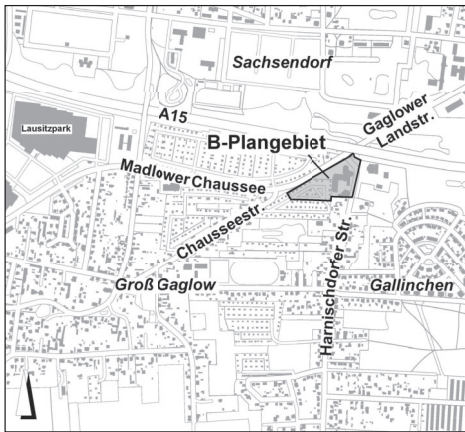 Sachsendorf
Gaglower
Landstr.
A15
Lausitzpark
B-Plangebiet
Madlower Chaussee
Chausseestr.
Harnischdorfer Str.
Groß Gaglow
Gallinchen